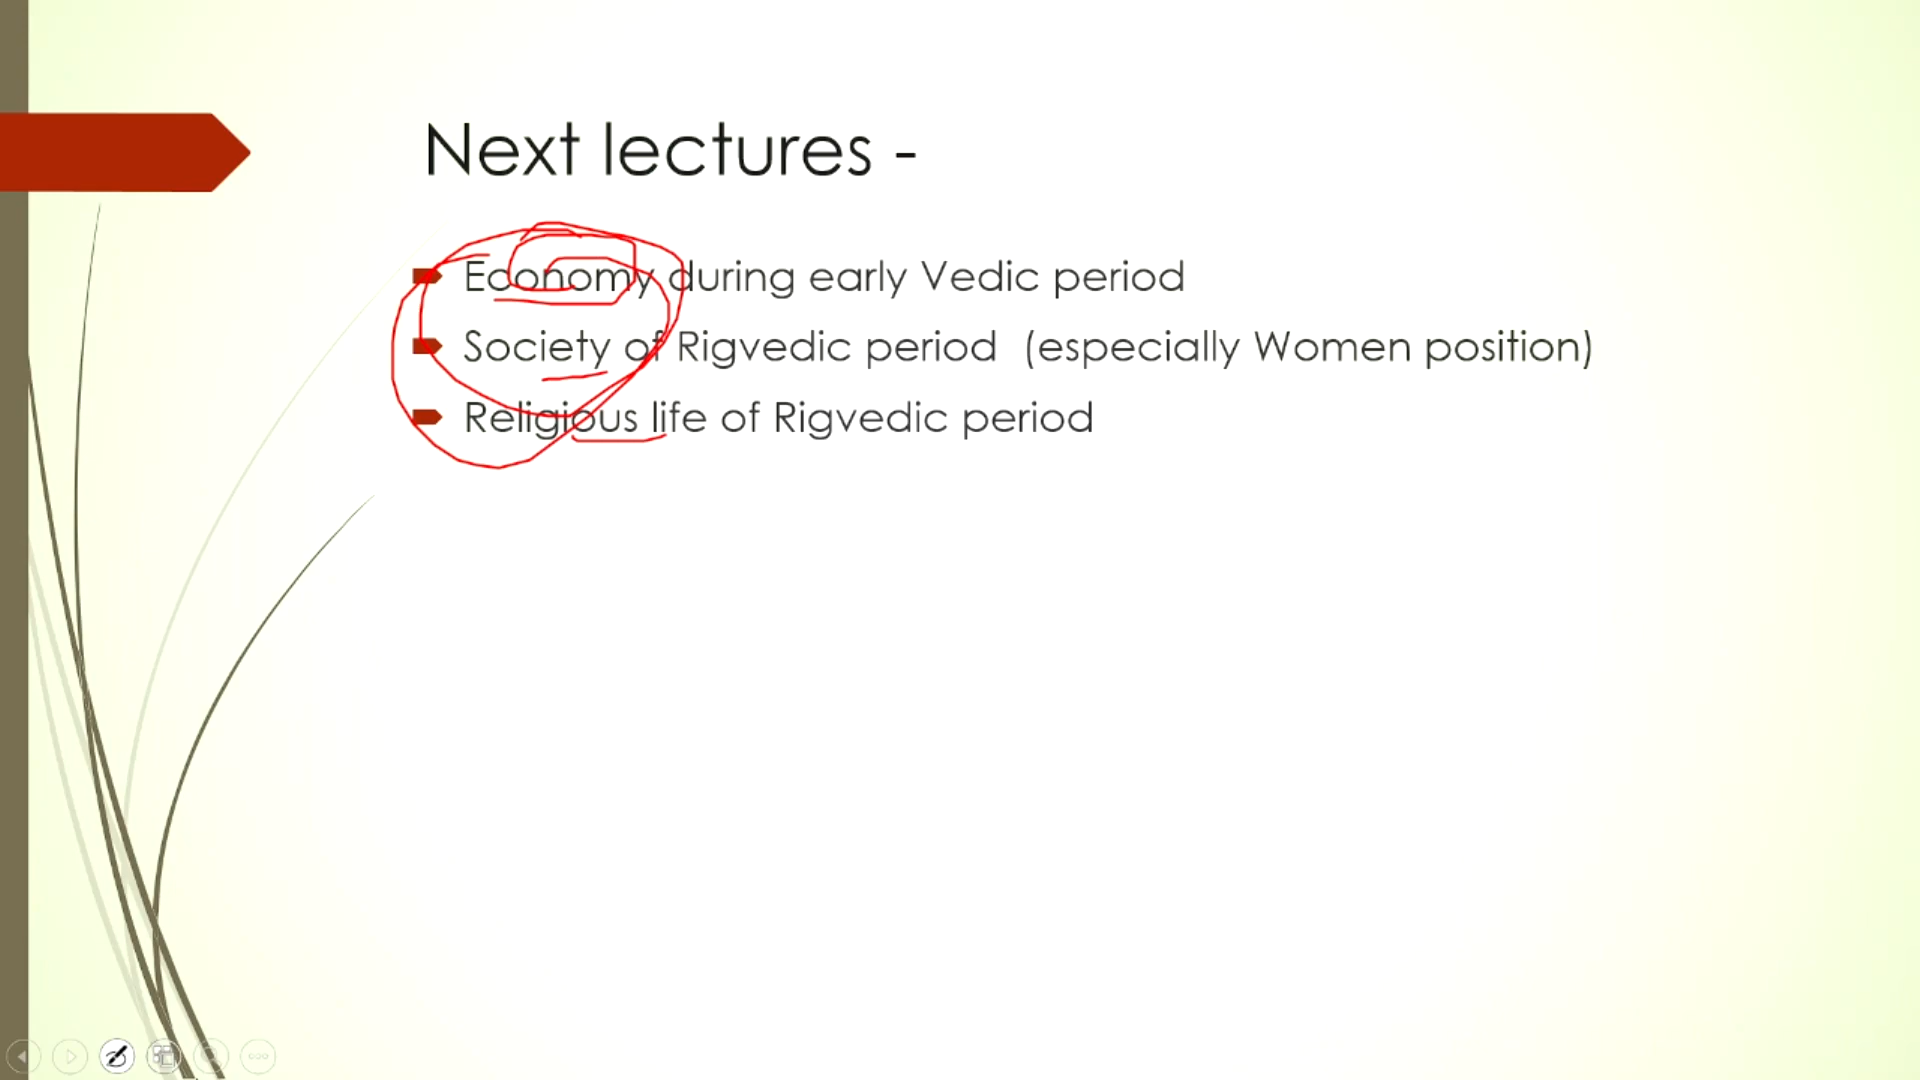 Next lectures -
Economy during early Vedic period
Society of Rigvedic period (especially Women position)
Religious life of Rigvedic period